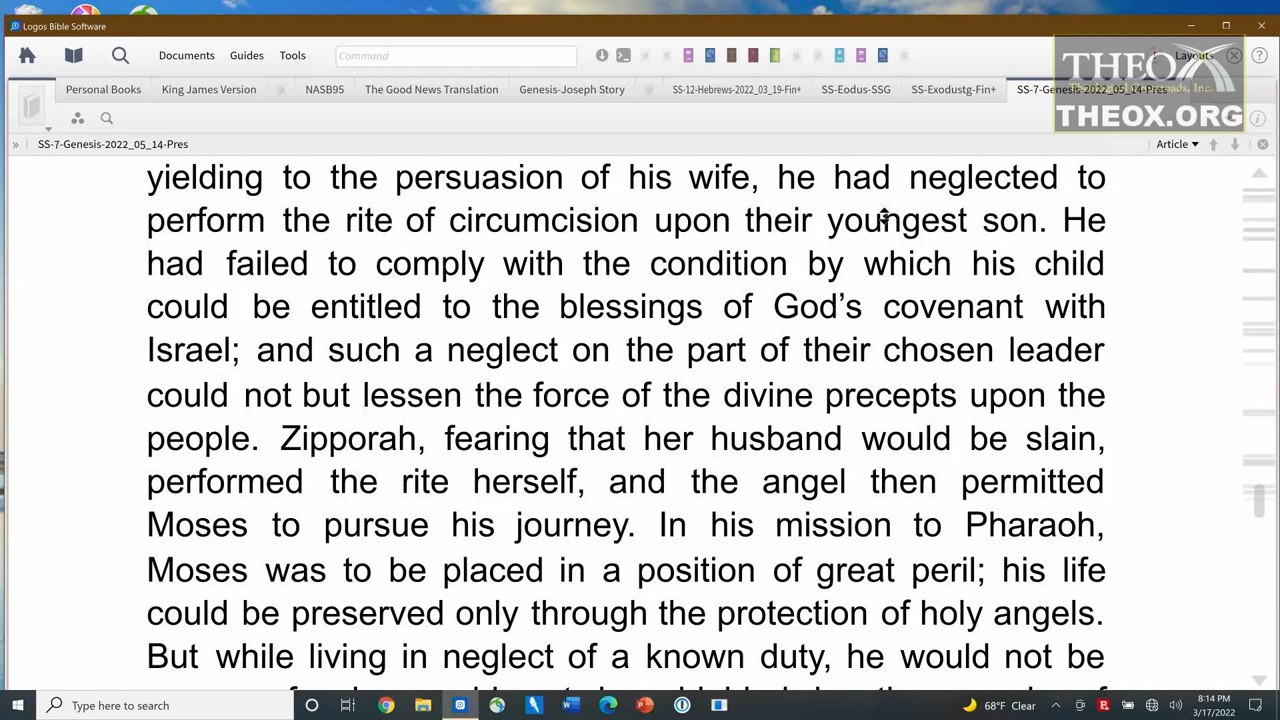 Logos Bible Software
Documents Guides Tools Command Layouts
Personal Books King James Version NASB95 The Good News Translation Genesis-Joseph Story SS-12-Hebrews-2022_03_19-Fin+ SS-Eodus-SSG SS-Exodustg-Fin+ SS-7-Genesis-2022_05_14-Pres
THEOX
THEOX.ORG
SS-7-Genesis-2022_05_14-Pres Article
yielding to the persuasion of his wife, he had neglected to
perform the rite of circumcision upon their youngest son. He
had failed to comply with the condition by which his child
could be entitled to the blessings of God’s covenant with
Israel; and such a neglect on the part of their chosen leader
could not but lessen the force of the divine precepts upon the
people. Zipporah, fearing that her husband would be slain,
performed the rite herself, and the angel then permitted
Moses to pursue his journey. In his mission to Pharaoh,
Moses was to be placed in a position of great peril; his life
could be preserved only through the protection of holy angels.
But while living in neglect of a known duty, he would not be
Type here to search 68°F Clear 8:14 PM
3/17/2022